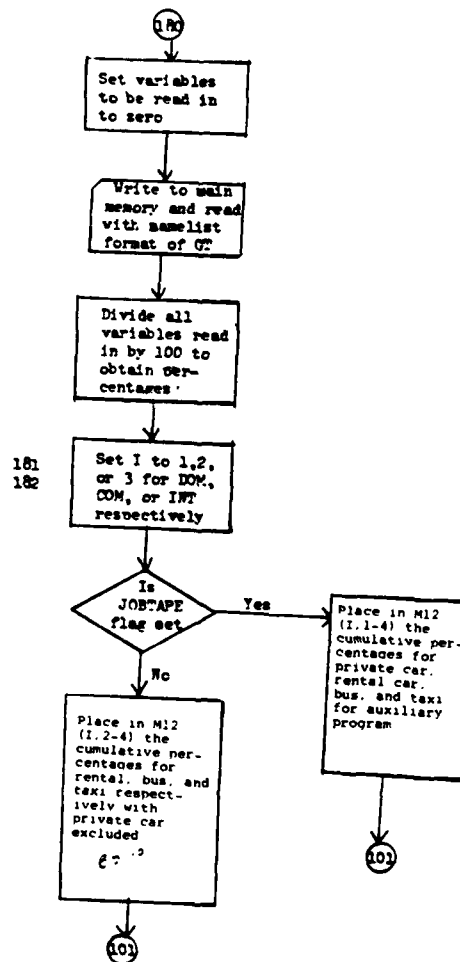 180
Set variables
to be read in
to zero
Write to main
memory and read
with namelist
format of GT
Divide all
variables read
in by 100 to
obtain per-
centages
181
182
Set I to 1,2,
or 3 for DOM,
COM, or INT
respectively
Is
JOBTAPE
flag set
Yes
No
Place in M12
(I,1-4) the
cumulative per-
centages for
private car,
rental car,
bus, and taxi
for auxiliary
program
Place in M12
(I,2-4) the
cumulative per-
centages for
rental, bus, and
taxi respect-
ively with
private car
excluded
101
101